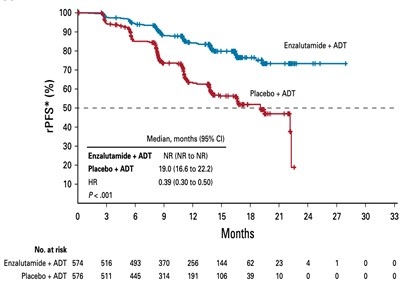 rPFS* (%)
100
90
80
70
60
50
40
30
20
10
Enzalutamide + ADT
Placebo + ADT
Median, months (95% CI)
Enzalutamide + ADT NR (NR to NR)
Placebo + ADT 19.0 (16.6 to 22.2)
HR 0.39 (0.30 to 0.50)
P < .001
0 3 6 9 12 15 18 21 24 27 30 33
Months
No. at risk
Enzalutamide + ADT 574 516 493 370 256 144 62 23 4 1 0 0
Placebo + ADT 576 511 445 314 191 106 39 10 0 0 0 0